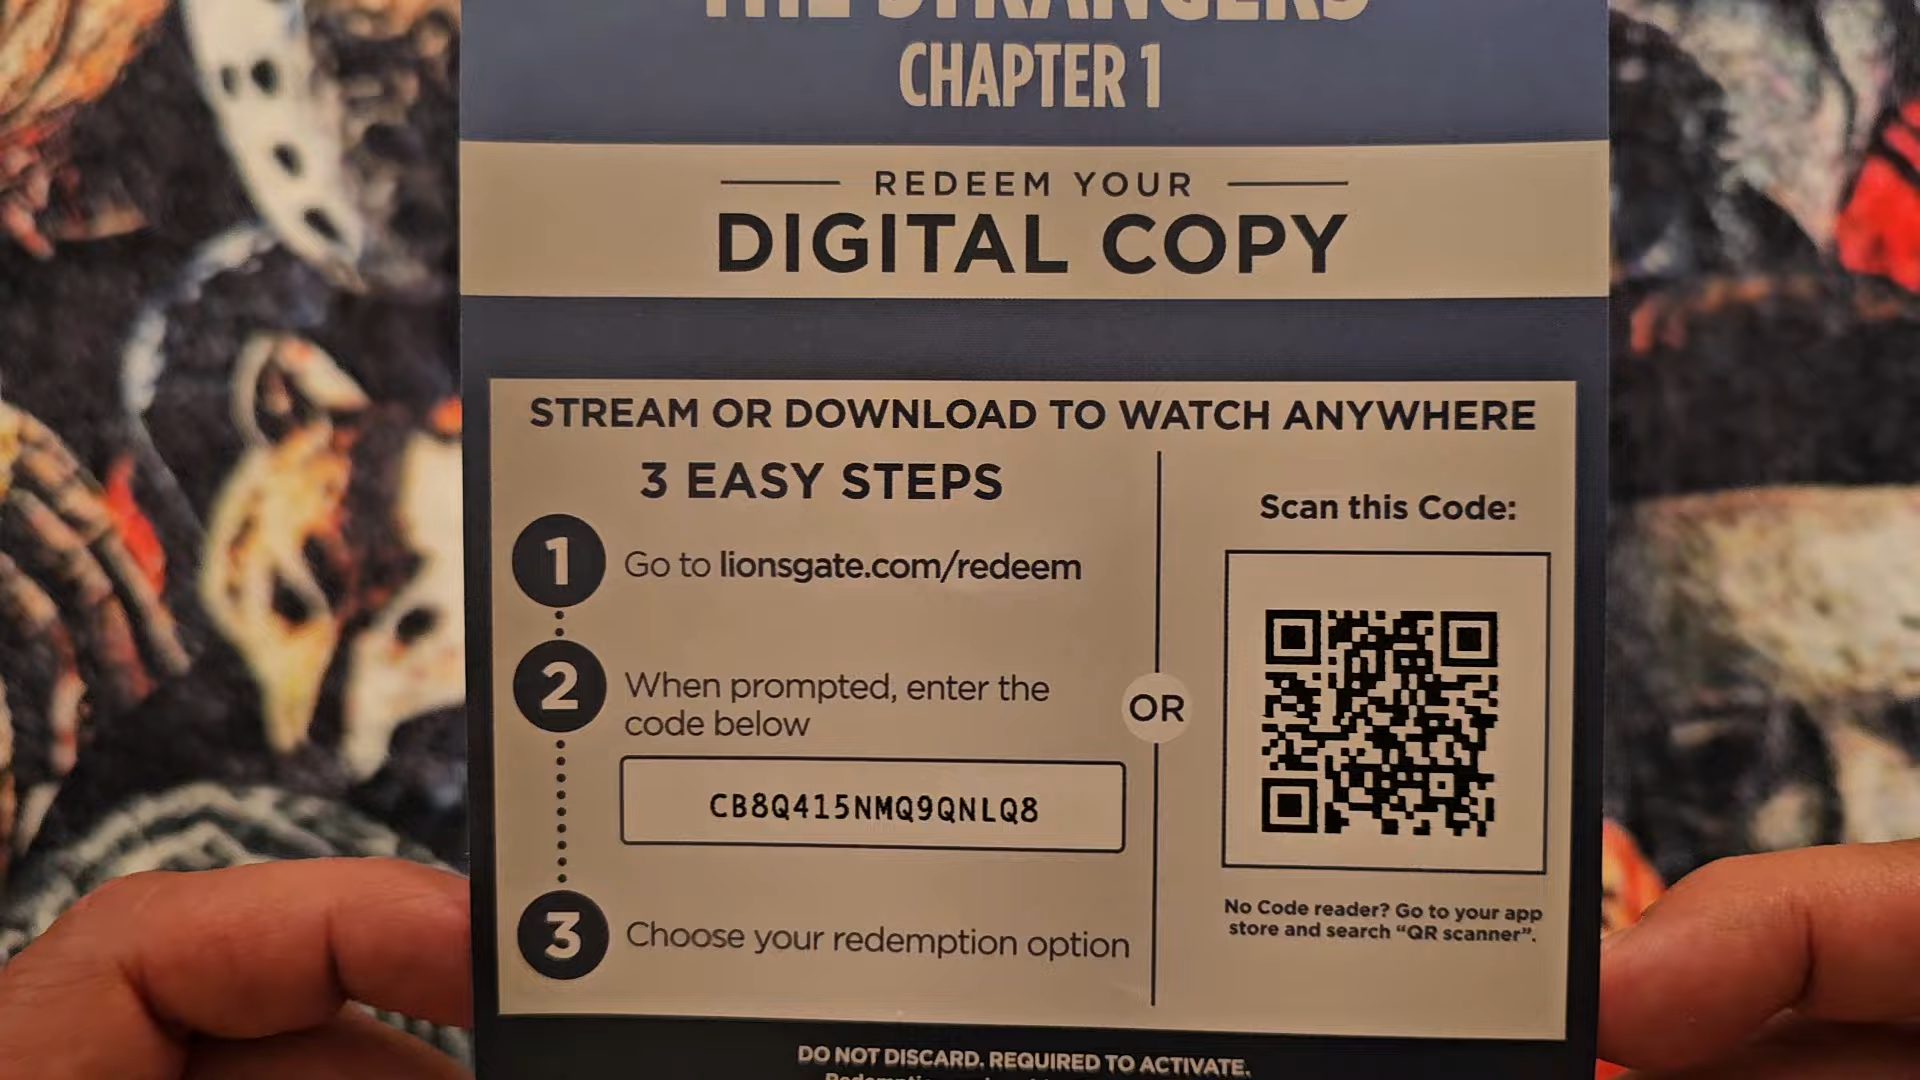 THE STRANGERS
CHAPTER 1
REDEEM YOUR
DIGITAL COPY
STREAM OR DOWNLOAD TO WATCH ANYWHERE
3 EASY STEPS
1 Go to lionsgate.com/redeem
2 When prompted, enter the
code below
CB8Q415NMQ9QNLQ8
3 Choose your redemption option
OR
Scan this Code:
No Code reader? Go to your app
store and search “QR scanner”.
DO NOT DISCARD. REQUIRED TO ACTIVATE.